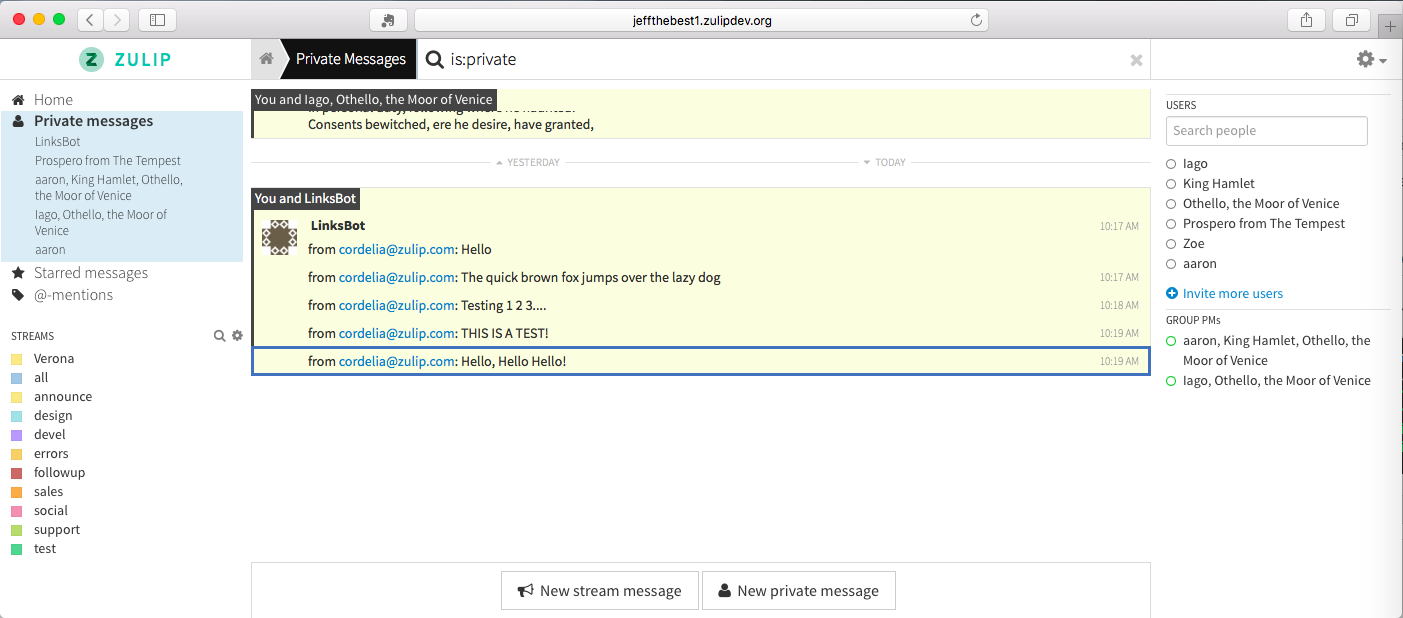 jeffthebest1.zulipdev.org
ZULIP
Private Messages
is:private
Home
Private messages
LinksBot
Prospero from The Tempest
aaron, King Hamlet, Othello,
the Moor of Venice
Iago, Othello, the Moor of
Venice
aaron
Starred messages
@-mentions
STREAMS
Verona
all
announce
design
devel
errors
followup
sales
social
support
test
You and Iago, Othello, the Moor of Venice
Consents bewitched, ere he desire, have granted,
YESTERDAY
TODAY
You and LinksBot
LinksBot
from cordelia@zulip.com: Hello
10:17 AM
from cordelia@zulip.com: The quick brown fox jumps over the lazy dog
10:17 AM
from cordelia@zulip.com: Testing 1 2 3....
10:18 AM
from cordelia@zulip.com: THIS IS A TEST!
10:19 AM
from cordelia@zulip.com: Hello, Hello Hello!
10:19 AM
New stream message
New private message
USERS
Search people
Iago
King Hamlet
Othello, the Moor of Venice
Prospero from The Tempest
Zoe
aaron
Invite more users
GROUP PMs
aaron, King Hamlet, Othello, the
Moor of Venice
Iago, Othello, the Moor of Venice